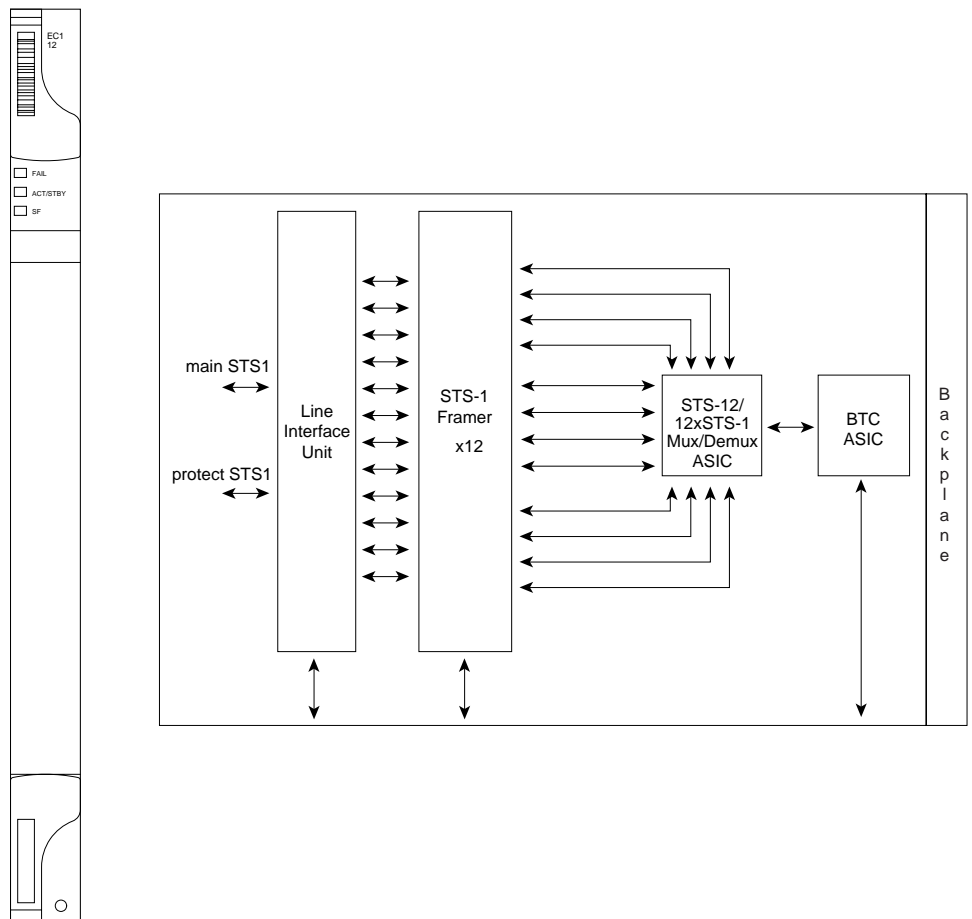 EC1
12
FAIL
ACT/STBY
SF
main STS1
protect STS1
Line
Interface
Unit
STS-1
Framer
x12
STS-12/
12xSTS-1
Mux/Demux
ASIC
BTC
ASIC
Backplane